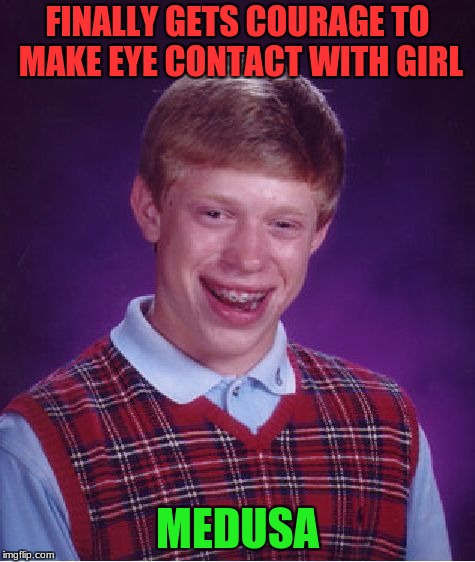 FINALLY GETS COURAGE TO
MAKE EYE CONTACT WITH GIRL
MEDUSA
imgflip.com